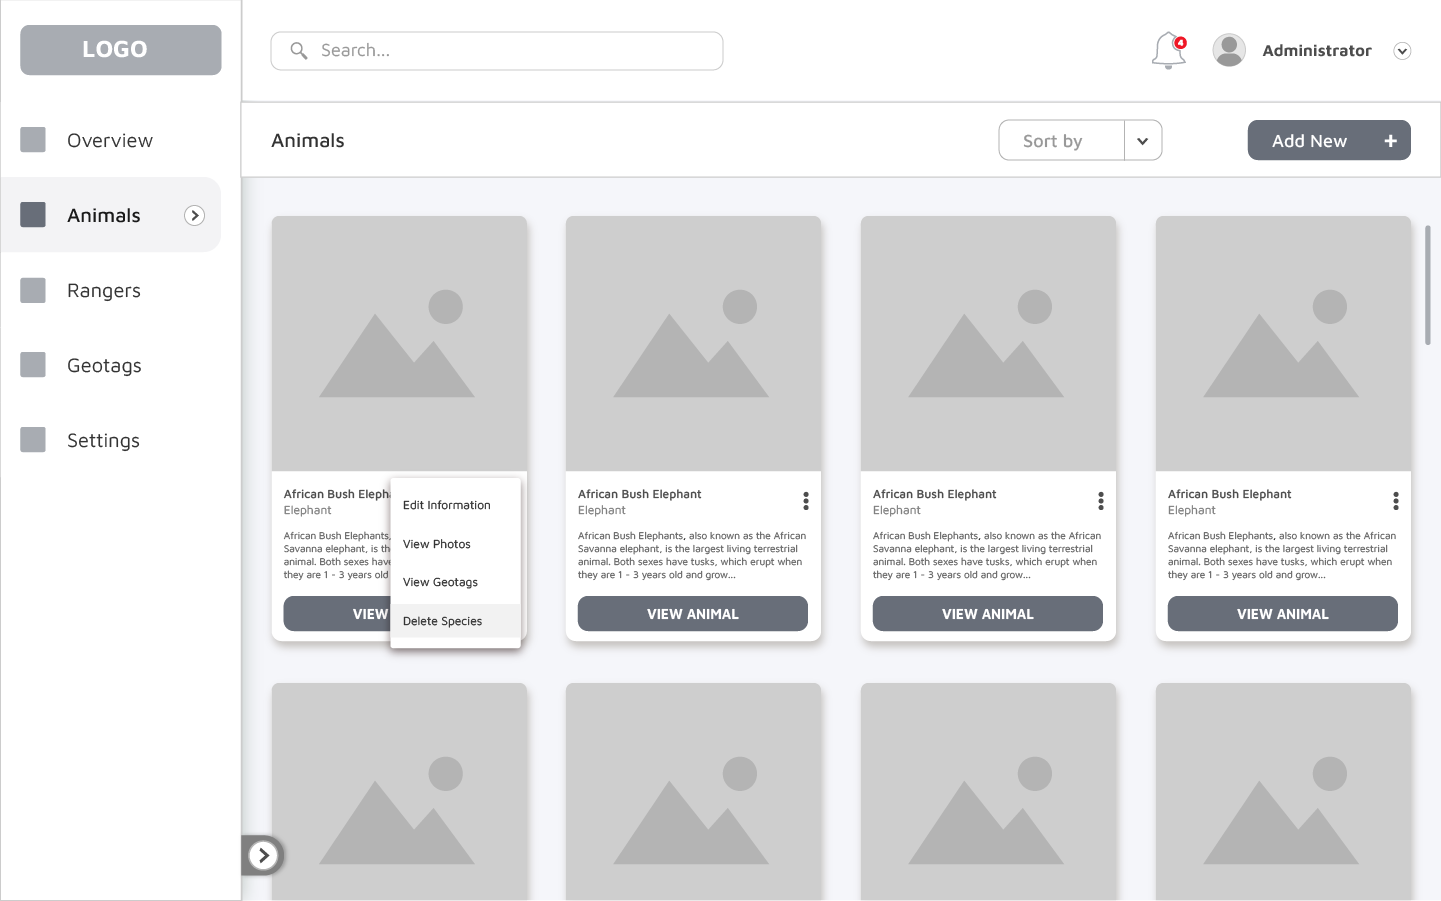 LOGO
Search...
4
Administrator
Overview
Animals
Rangers
Geotags
Settings
Animals
Sort by
Add New +
African Bush Eleph
Elephant
African Bush Elephants,
Savanna elephant, is th
animal. Both sexes have
they are 1 - 3 years old
VIEW
Edit Information
View Photos
View Geotags
Delete Species
African Bush Elephant
Elephant
African Bush Elephants, also known as the African
Savanna elephant, is the largest living terrestrial
animal. Both sexes have tusks, which erupt when
they are 1 - 3 years old and grow...
VIEW ANIMAL
African Bush Elephant
Elephant
African Bush Elephants, also known as the African
Savanna elephant, is the largest living terrestrial
animal. Both sexes have tusks, which erupt when
they are 1 - 3 years old and grow...
VIEW ANIMAL
African Bush Elephant
Elephant
African Bush Elephants, also known as the African
Savanna elephant, is the largest living terrestrial
animal. Both sexes have tusks, which erupt when
they are 1 - 3 years old and grow...
VIEW ANIMAL